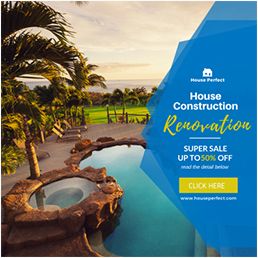 House Perfect
House
Construction
Renovation
SUPER SALE
UP TO 50% OFF
read the detail below
CLICK HERE
www.houseperfect.com